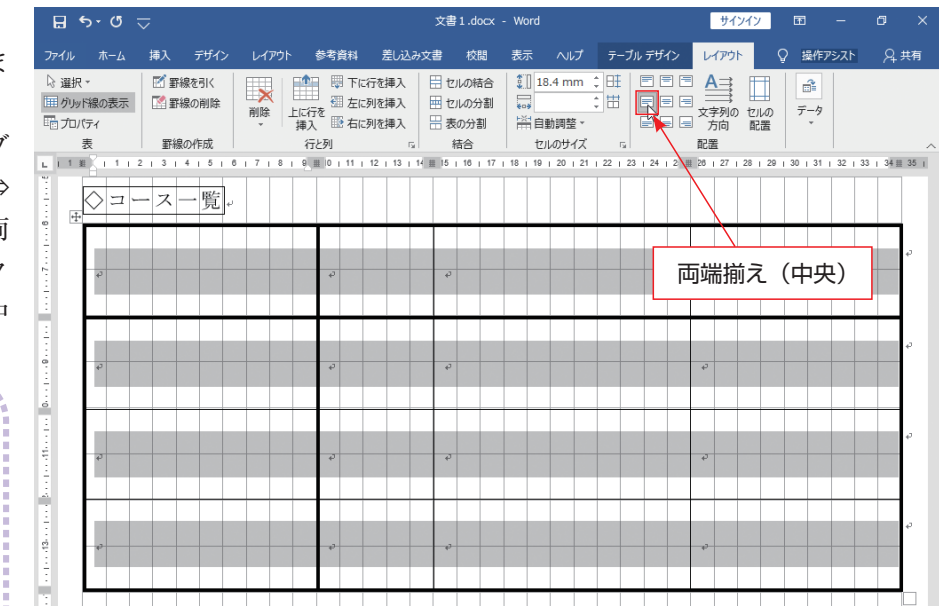 文書1.docx - Word
サインイン
ファイル ホーム 挿入 デザイン レイアウト 参考資料 差し込み文書 校閲 表示 ヘルプ テーブル デザイン レイアウト 操作アシスト 共有
選択
グリッド線の表示
プロパティ
表
罫線を引く
罫線の削除
罫線の作成
削除
上に行を
挿入
下に行を挿入
左に列を挿入
右に列を挿入
行と列
セルの結合
セルの分割
表の分割
結合
18.4 mm
自動調整
セルのサイズ
文字列の
方向
セルの
配置
配置
データ
◇コース一覧
両端揃え（中央）